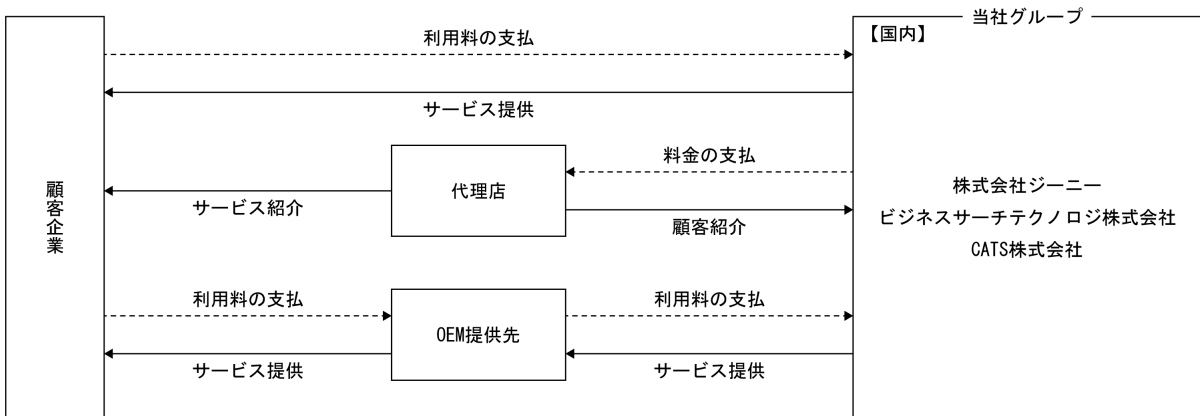 当社グループ
【国内】
利用料の支払
サービス提供
料金の支払
代理店
サービス紹介
顧客紹介
顧客企業
株式会社ジーニー
ビジネスサーチテクノロジ株式会社
CATS株式会社
利用料の支払
利用料の支払
OEM提供先
サービス提供
サービス提供